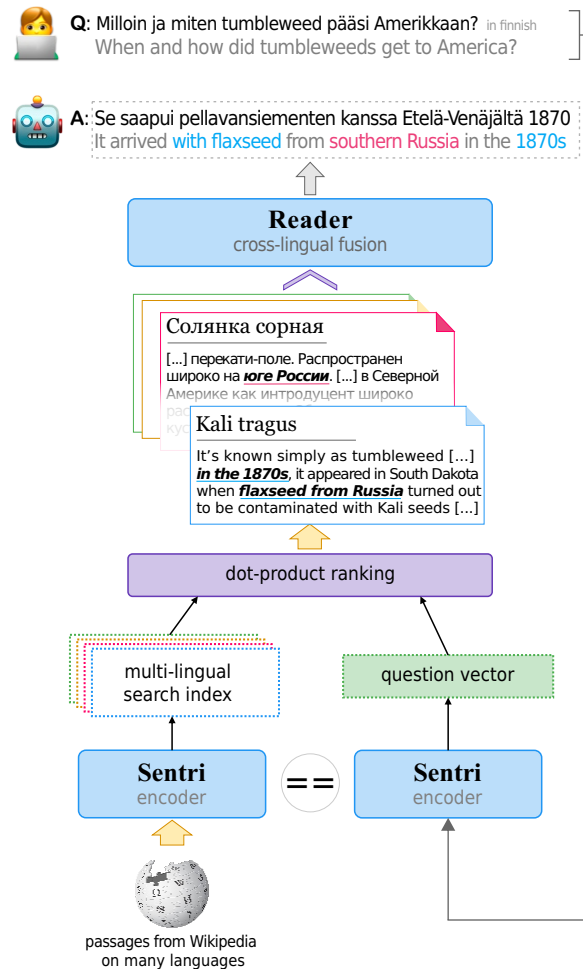 Q: Milloin ja miten tumbleweed pääsi Amerikkaan? in finnish
When and how did tumbleweeds get to America?
A: Se saapui pellavansiementen kanssa Etelä-Venäjältä 1870
It arrived with flaxseed from southern Russia in the 1870s
Reader
cross-lingual fusion
Солянка сорная
[...] перекати-поле. Распространен
широко на юге России. [...] в Северной
Америке как интродуцент широко
рас
кус
Kali tragus
It's known simply as tumbleweed [...]
in the 1870s, it appeared in South Dakota
when flaxseed from Russia turned out
to be contaminated with Kali seeds [...]
dot-product ranking
multi-lingual
search index
question vector
Sentri
encoder
==
Sentri
encoder
passages from Wikipedia
on many languages